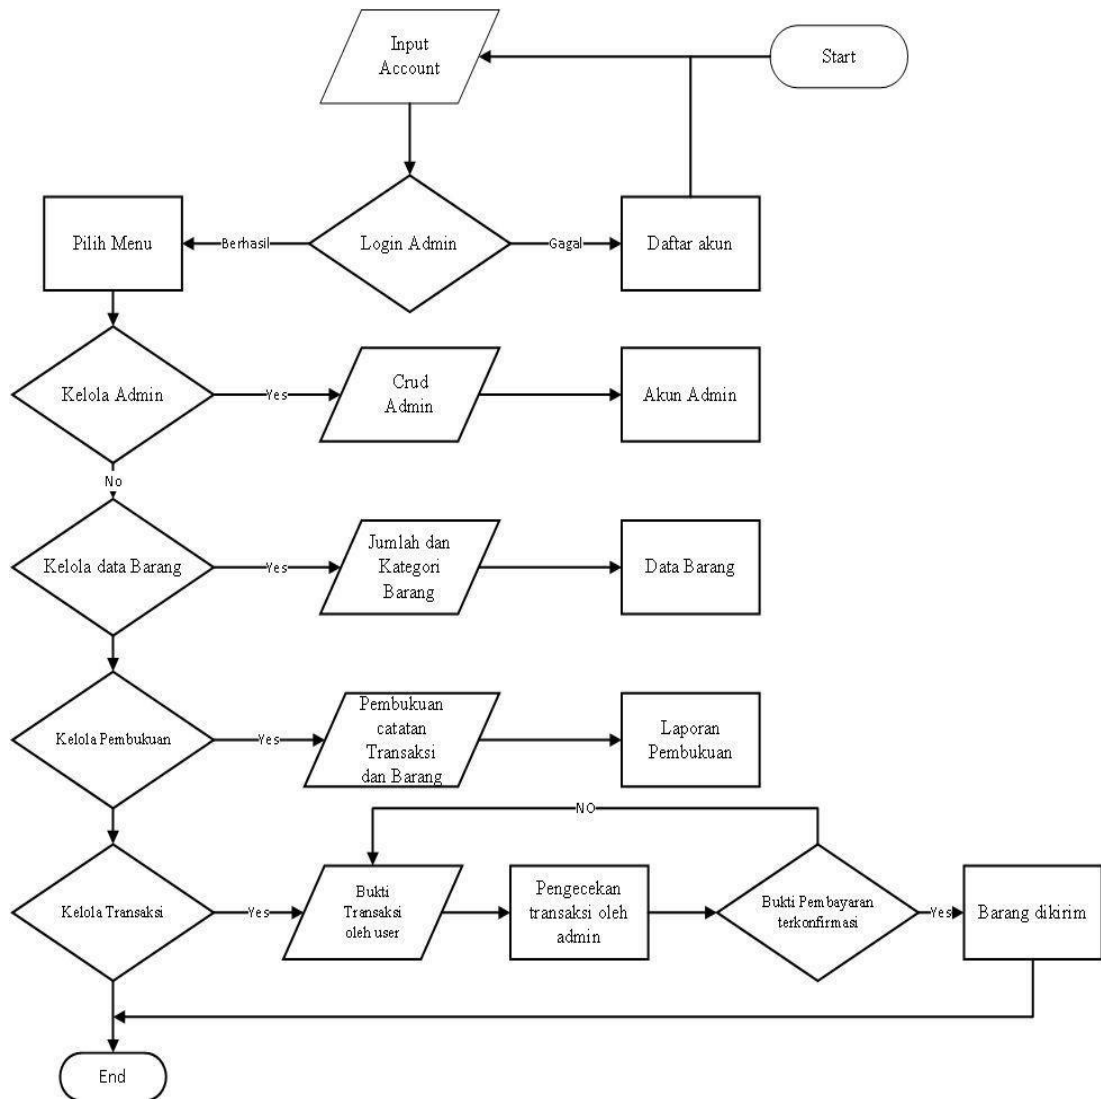 Input
Account
Start
Pilih Menu
Berhasil
Login Admin
Gagal
Daftar akun
Kelola Admin
Yes
Crud
Admin
Akun Admin
No
Kelola data Barang
Yes
Jumlah dan
Kategori
Barang
Data Barang
Kelola Pembukuan
Yes
Pembukuan
catatan
Transaksi
dan Barang
Laporan
Pembukuan
NO
Kelola Transaksi
Yes
Bukti
Transaksi
oleh user
Pengecekan
transaksi oleh
admin
Bukti Pembayaran
terkonfirmasi
Yes
Barang dikirim
End